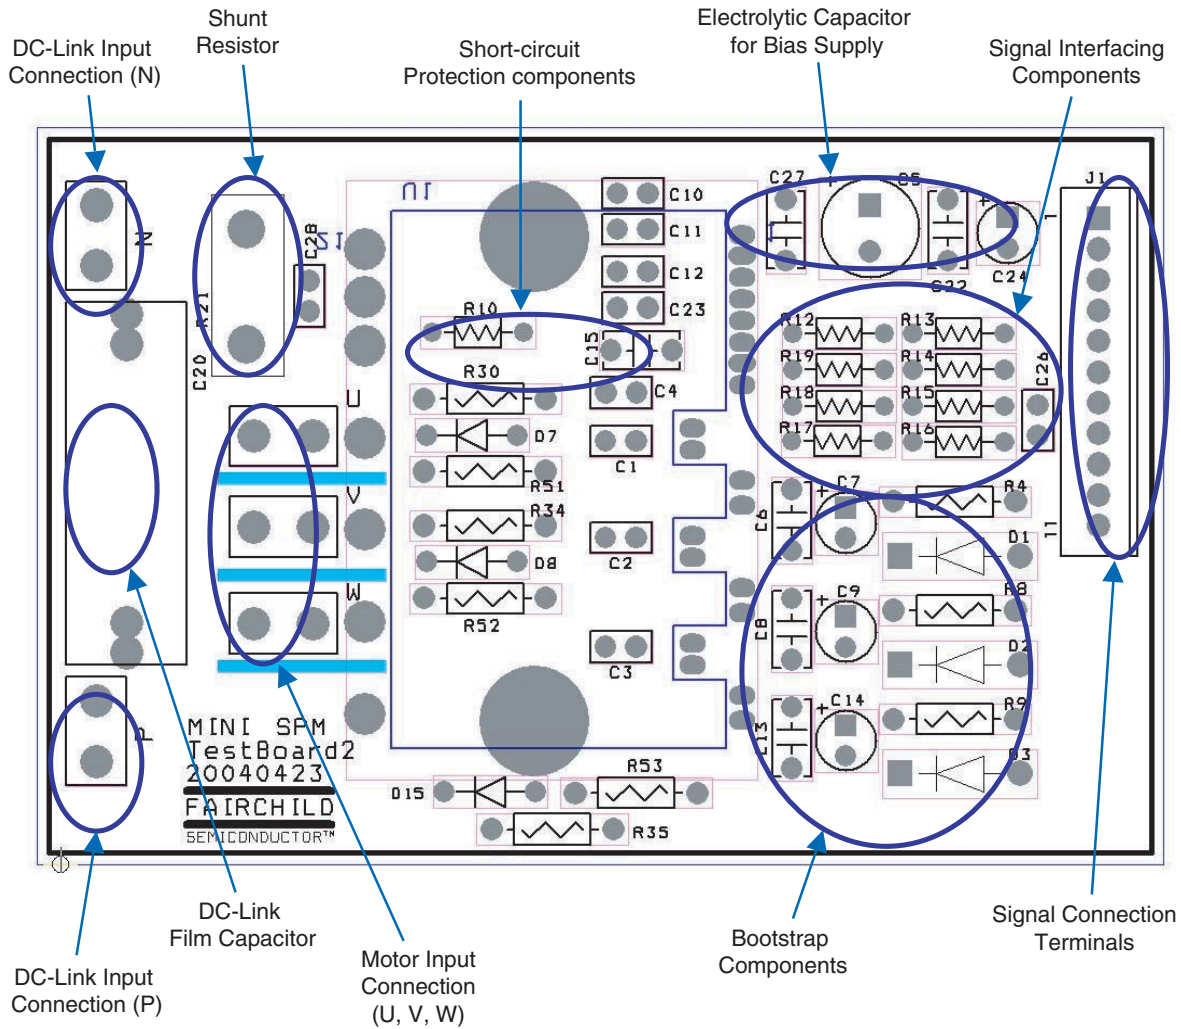 Shunt
Resistor
Electrolytic Capacitor
for Bias Supply
DC-Link Input
Connection (N)
Short-circuit
Protection components
Signal Interfacing
Components
U1
C10
C11
C12
C23
C27
C5
C22
C24
J1
1
11
N
R21
C28
C20
R10
C15
R30
C4
D7
C1
R51
R34
D8
C2
R52
C3
U
V
W
P
R12
R13
R19
R14
R18
R15
R17
R16
C26
C6
C7
R4
D1
C8
C9
R8
D2
C13
C14
R9
D3
MINI SPM
TestBoard2
20040423
FAIRCHILD
SEMICONDUCTOR™
D15
R53
R35
DC-Link
Film Capacitor
DC-Link Input
Connection (P)
Motor Input
Connection
(U, V, W)
Bootstrap
Components
Signal Connection
Terminals